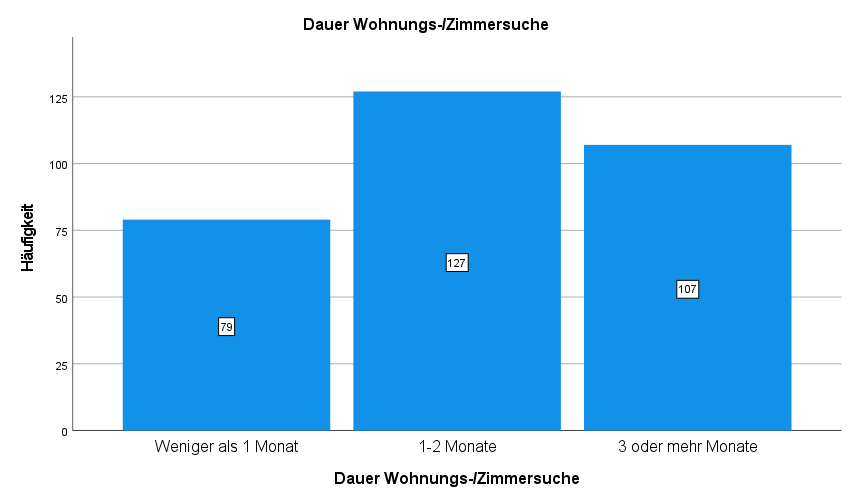 Dauer Wohnungs-/Zimmersuche
Häufigkeit
125
100
75
50
25
0
79
127
107
Weniger als 1 Monat
1-2 Monate
3 oder mehr Monate
Dauer Wohnungs-/Zimmersuche